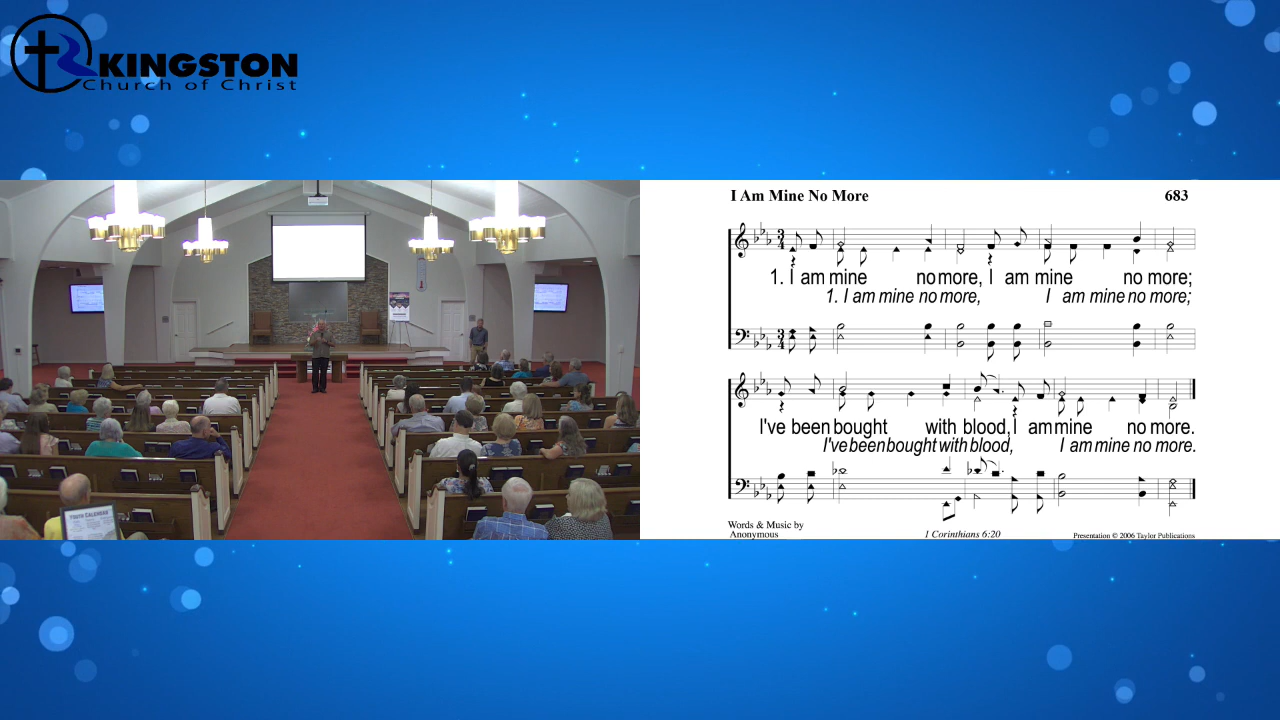 KINGSTON
Church of Christ
I Am Mine No More 683
1. I am mine no more, I am mine no more;
1. I am mine no more, I am mine no more;
I've been bought with blood, I am mine no more.
I've been bought with blood, I am mine no more.
Words & Music by
Anonymous
1 Corinthians 6:20
Presentation © 2006 Taylor Publications
YOUTH CALENDAR